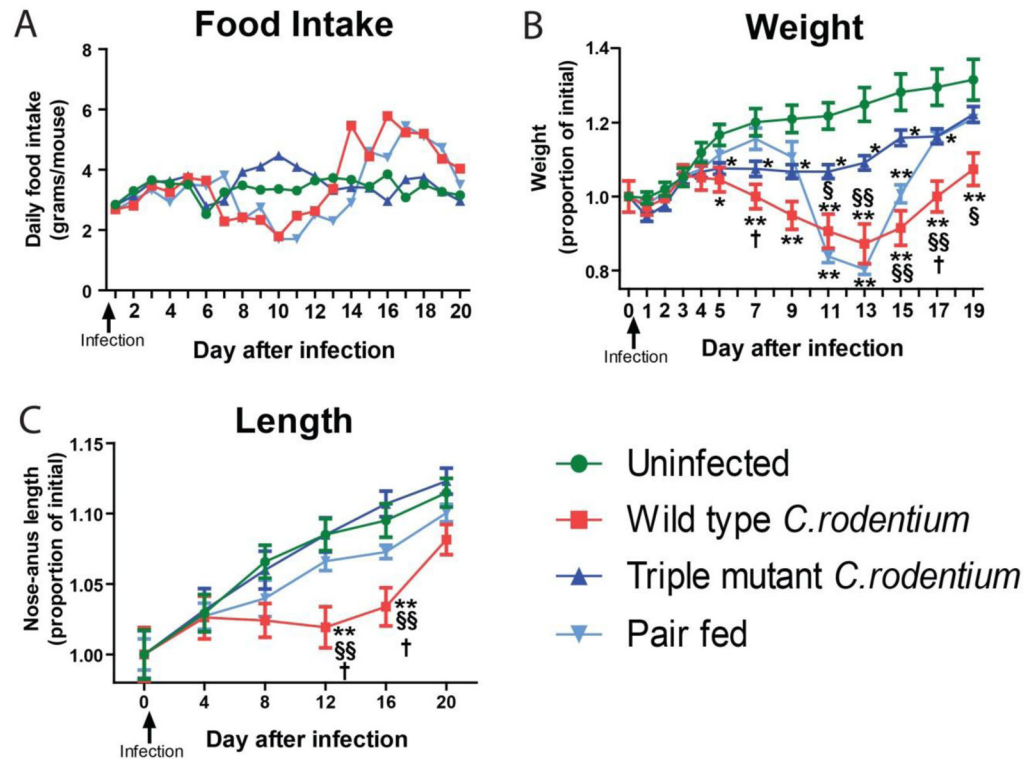 A
Food Intake
Daily food intake
(grams/mouse)
8
6
4
2
0
2 4 6 8 10 12 14 16 18 20
Infection
Day after infection
B
Weight
Weight
(proportion of initial)
1.4
1.2
1.0
0.8
* * * * * * *
* ** § §§ ** **
** ** ** ** **
† ** ** §§ §§ §
** †
0 1 2 3 5 7 9 11 13 15 17 19
Infection
Day after infection
C
Length
Nose-anus length
(proportion of initial)
1.15
1.10
1.05
1.00
** **
§§ §§
† †
0 4 8 12 16 20
Infection
Day after infection
Uninfected
Wild type C.rodentium
Triple mutant C.rodentium
Pair fed